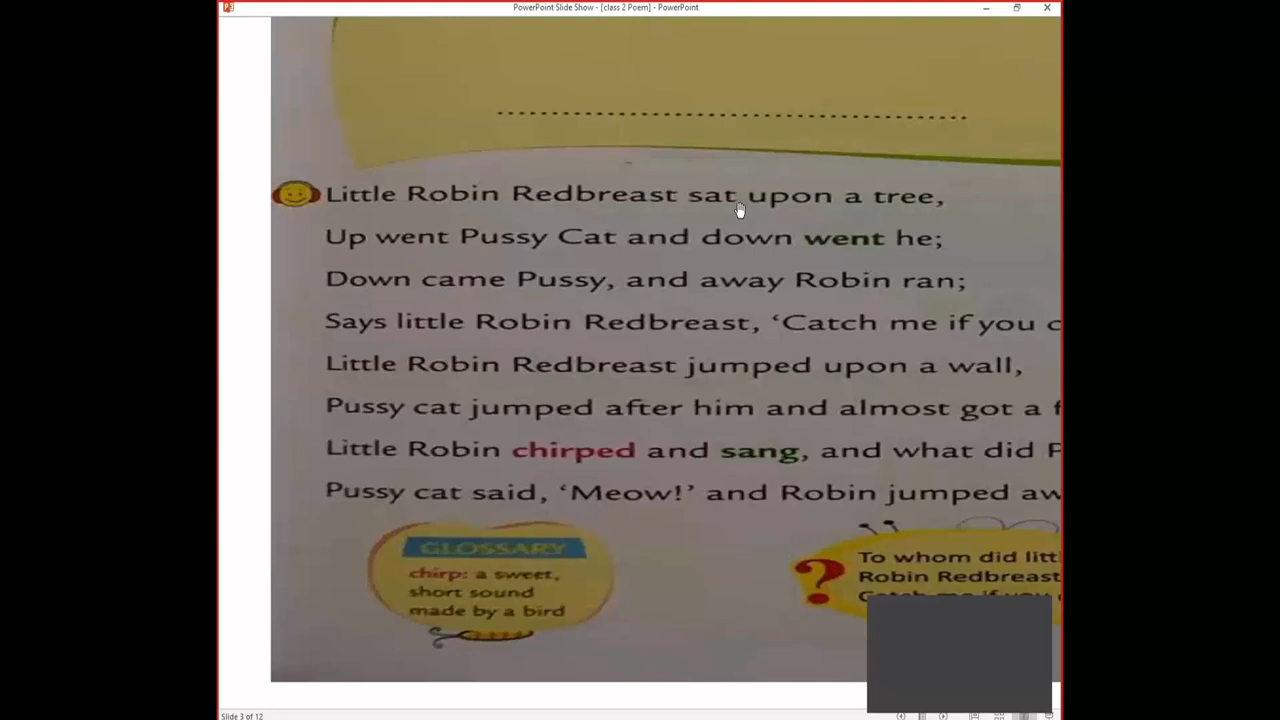 PowerPoint Slide Show - [class 2 Poem] - PowerPoint
Little Robin Redbreast sat upon a tree,
Up went Pussy Cat and down went he;
Down came Pussy, and away Robin ran;
Says little Robin Redbreast, ‘Catch me if you
Little Robin Redbreast jumped upon a wall,
Pussy cat jumped after him and almost got a
Little Robin chirped and sang, and what did
Pussy cat said, ‘Meow!’ and Robin jumped
GLOSSARY
chirp: a sweet,
short sound
made by a bird
?
To whom did
Robin Redbreast
Slide 3 of 12